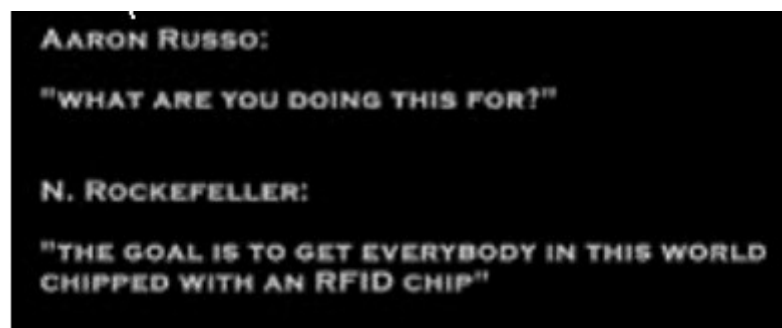 AARON RUSSO:
"WHAT ARE YOU DOING THIS FOR?"
N. ROCKEFELLER:
"THE GOAL IS TO GET EVERYBODY IN THIS WORLD
CHIPPED WITH AN RFID CHIP"